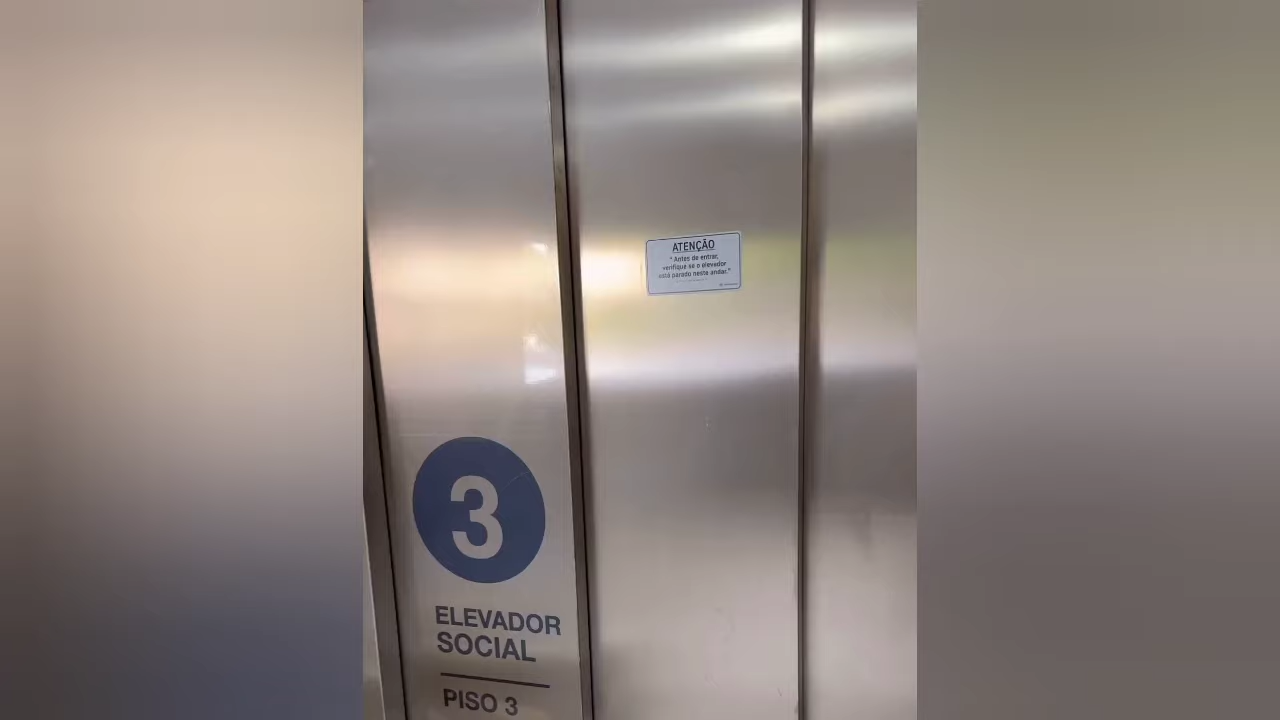 ATENÇÃO
" Antes de entrar,
verifique se o elevador
está parado neste andar."
3
ELEVADOR
SOCIAL
PISO 3